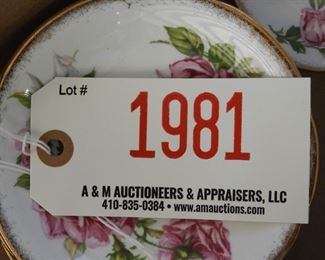 Lot #
1981
A & M AUCTIONEERS & APPRAISERS, LLC
410-835-0384 • www.amauctions.com